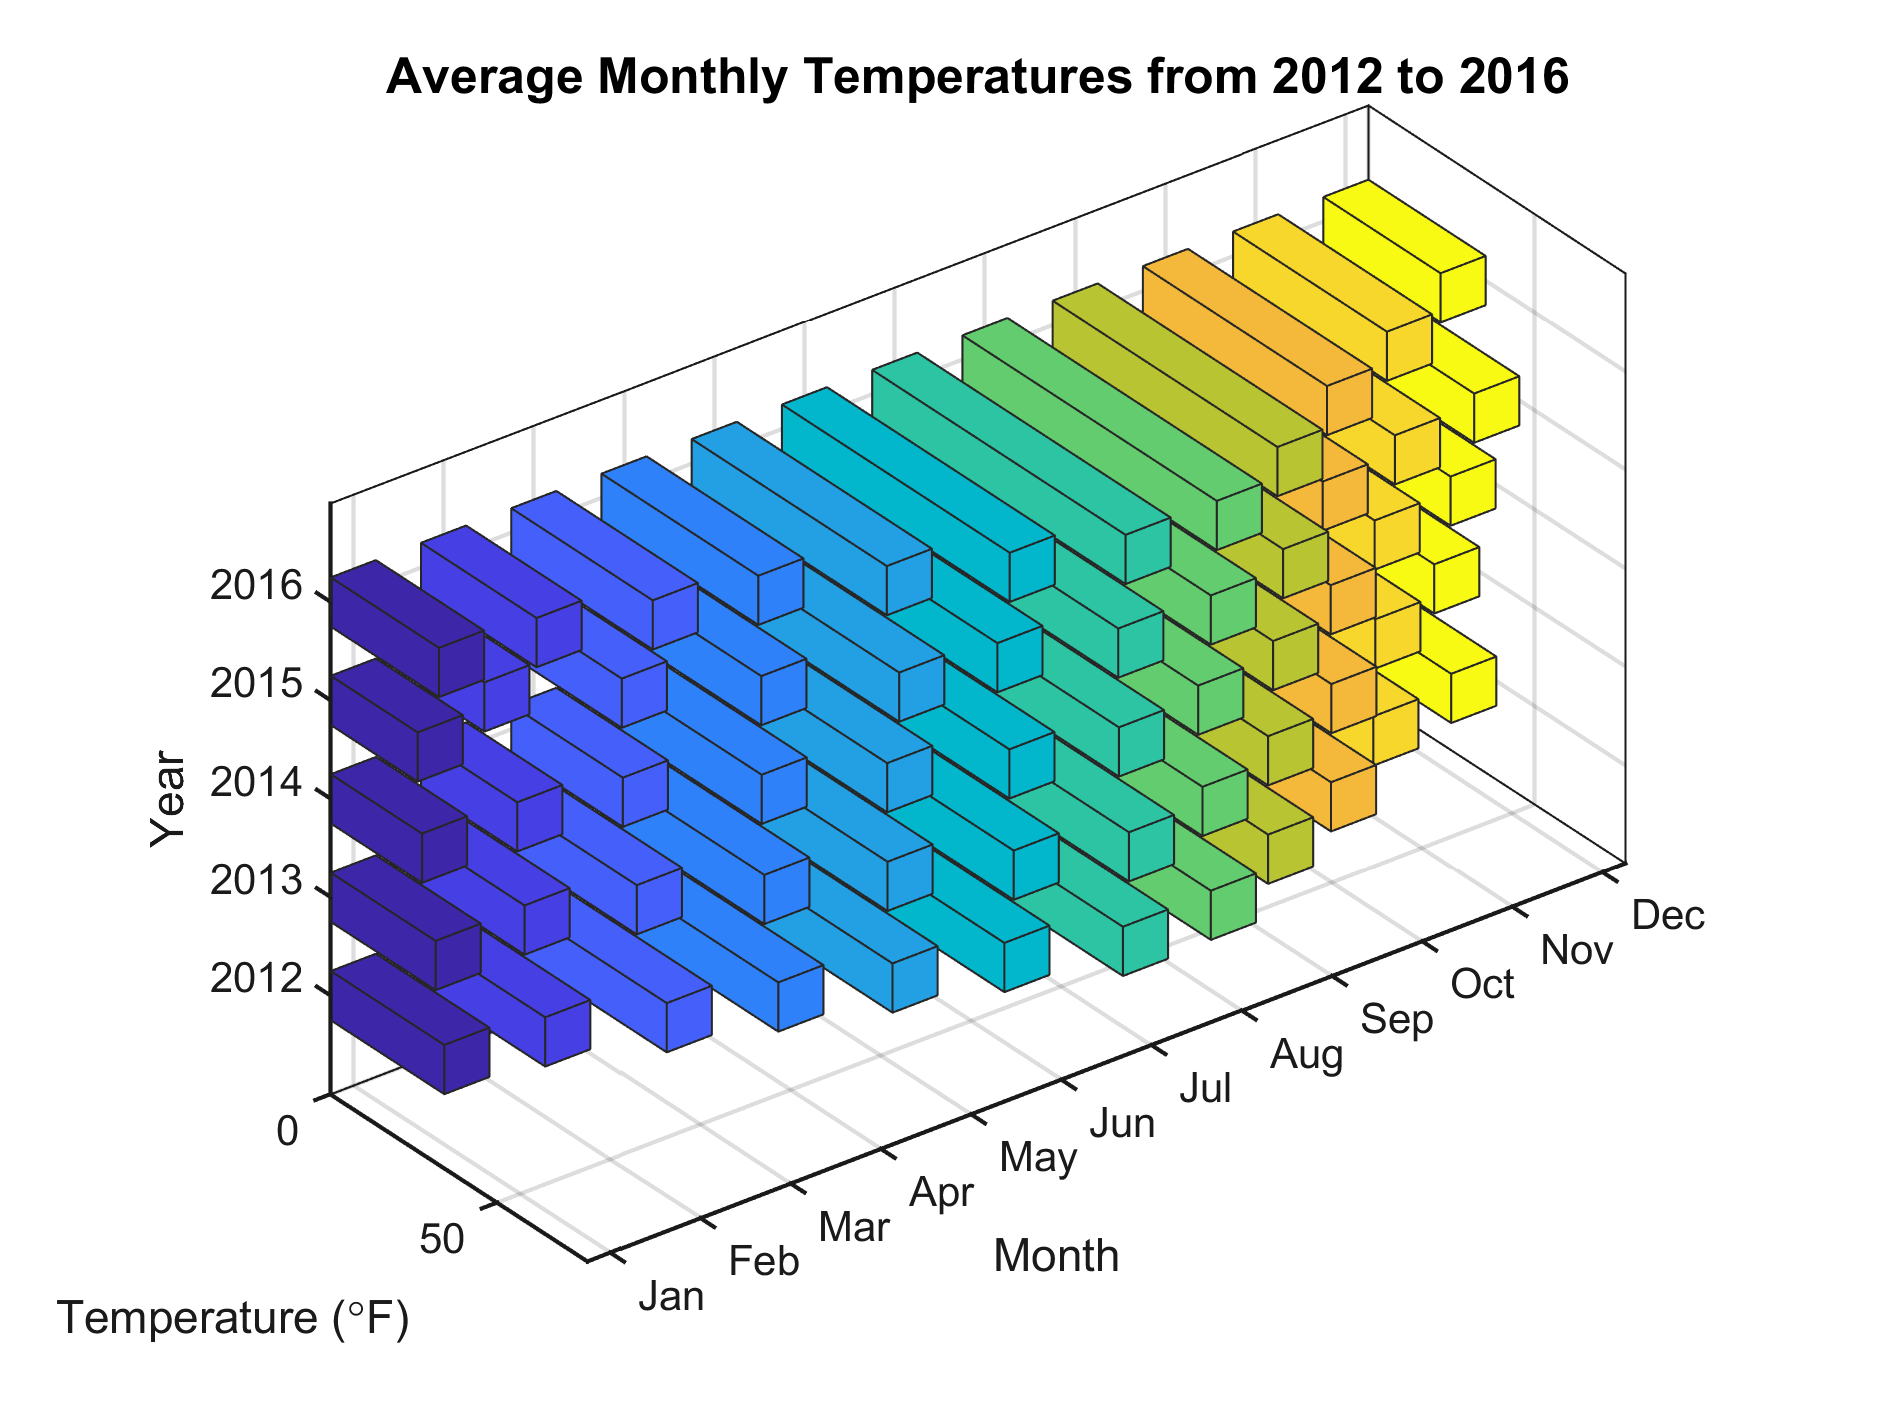 Average Monthly Temperatures from 2012 to 2016
2016
2015
2014
2013
2012
Year
0
50
Temperature (°F)
Jan
Feb
Mar
Apr
May
Jun
Jul
Aug
Sep
Oct
Nov
Dec
Month